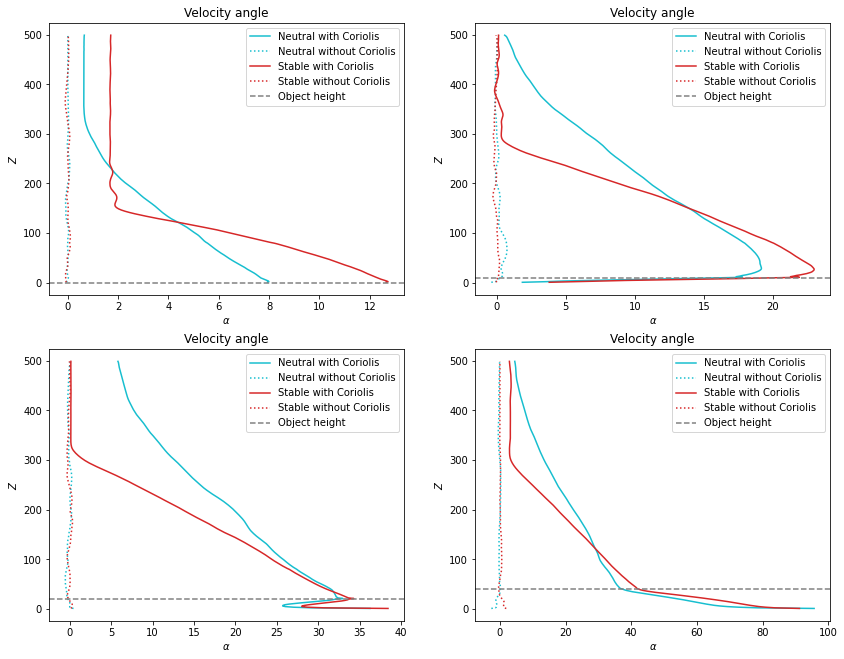 Velocity angle
Neutral with Coriolis
Neutral without Coriolis
Stable with Coriolis
Stable without Coriolis
Object height
500
400
300
200
100
0
Z
0 2 4 6 8 10 12
α
Velocity angle
Neutral with Coriolis
Neutral without Coriolis
Stable with Coriolis
Stable without Coriolis
Object height
500
400
300
200
100
0
Z
0 5 10 15 20
α
Velocity angle
Neutral with Coriolis
Neutral without Coriolis
Stable with Coriolis
Stable without Coriolis
Object height
500
400
300
200
100
0
Z
0 5 10 15 20 25 30 35 40
α
Velocity angle
Neutral with Coriolis
Neutral without Coriolis
Stable with Coriolis
Stable without Coriolis
Object height
500
400
300
200
100
0
Z
0 20 40 60 80 100
α